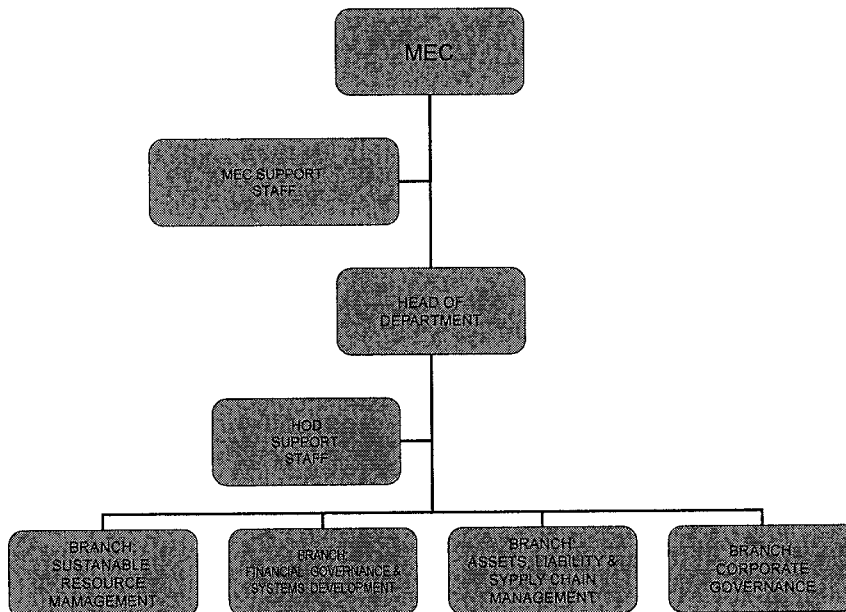 MEC
MEC SUPPORT
STAFF
HEAD OF
DEPARTMENT
HOD
SUPPORT
STAFF
BRANCH:
SUSTANABLE
RESOURCE
MAMAGEMENT
BRANCH:
FINANCIAL GOVERNANCE &
SYSTEMS DEVELOPMENT
BRANCH:
ASSETS, LIABILITY &
SYPPLY CHAIN
MANAGEMENT
BRANCH:
CORPORATE
GOVERNANCE